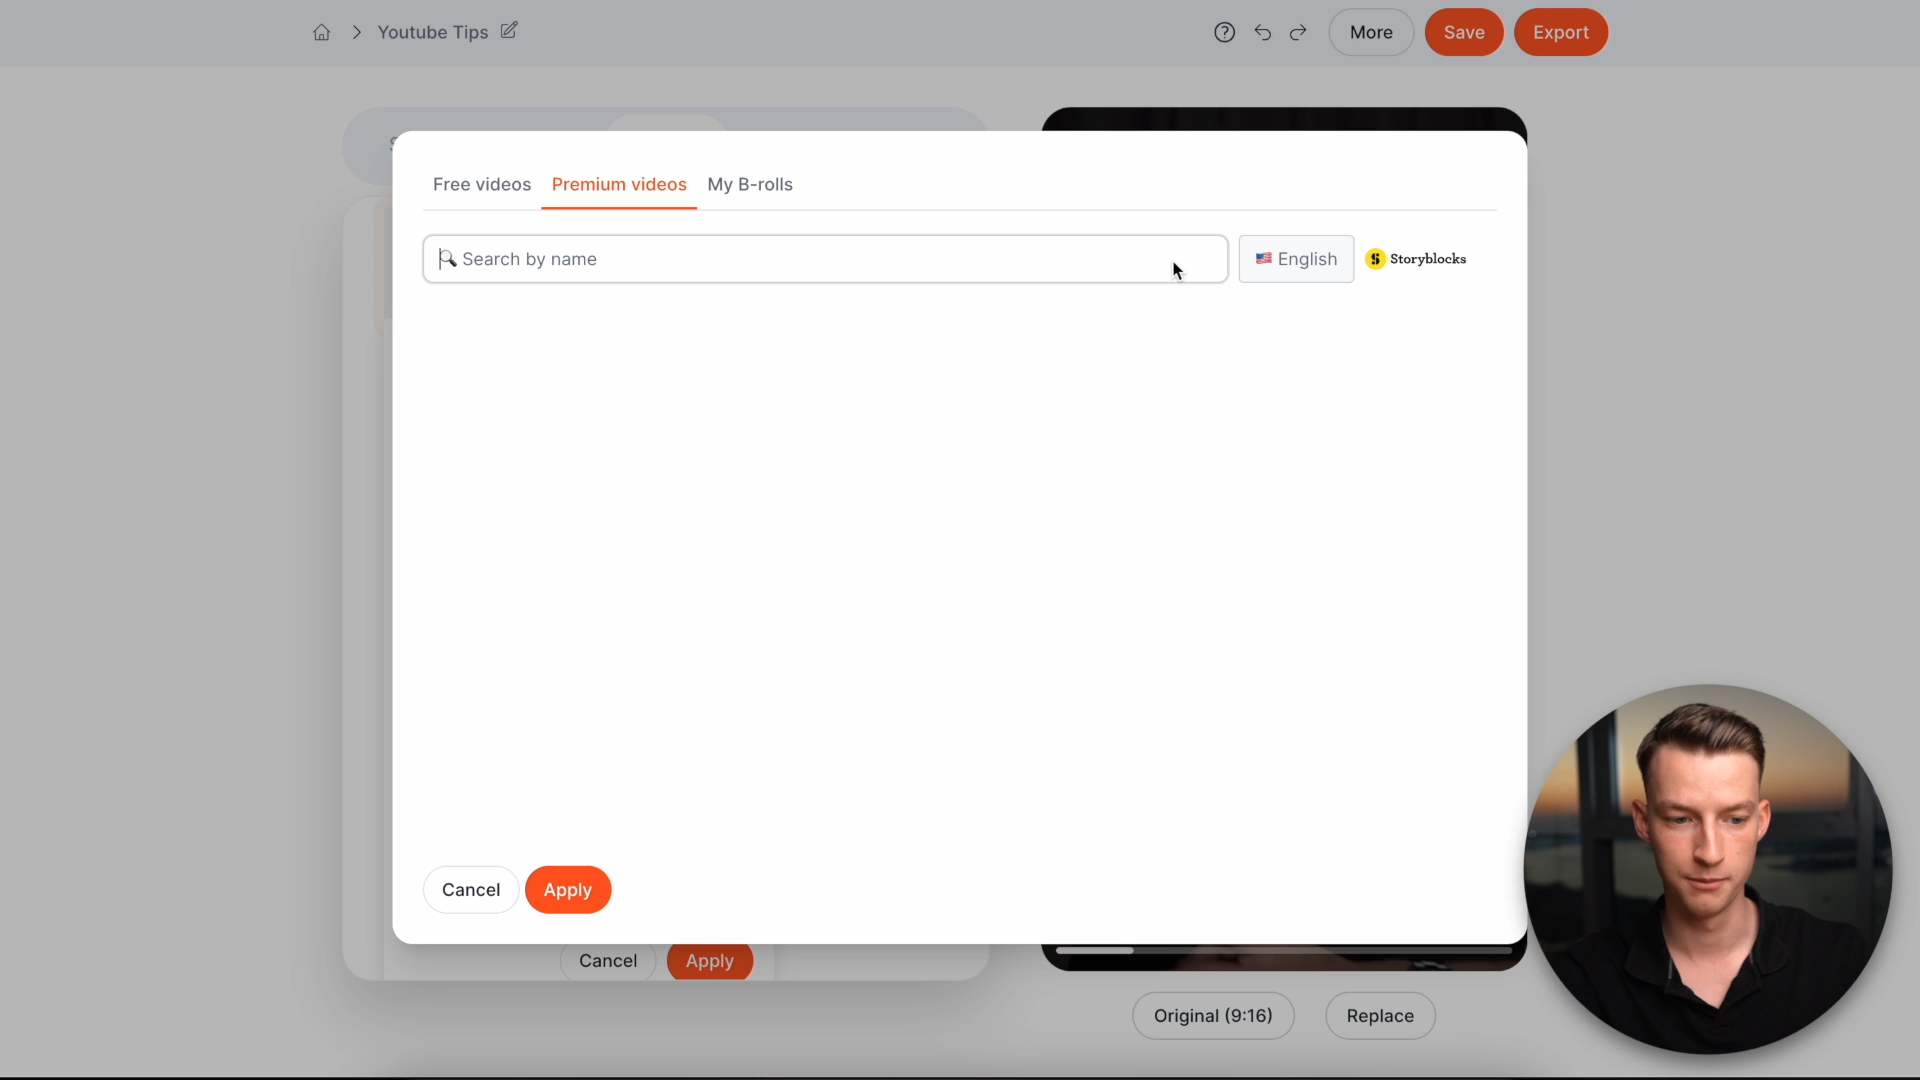 Youtube Tips
More
Save
Export
Free videos
Premium videos
My B-rolls
Search by name
English
Storyblocks
Cancel
Apply
Cancel
Apply
Original (9:16)
Replace